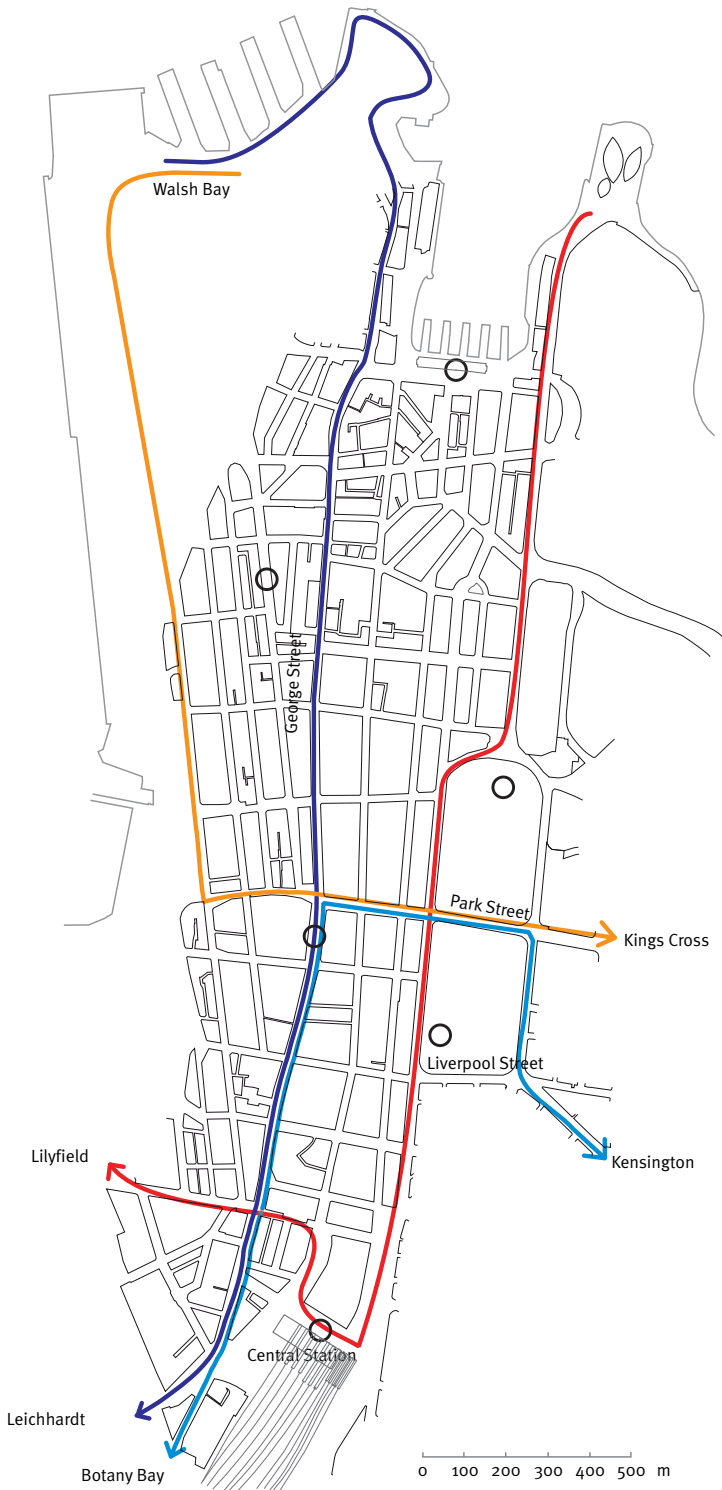 Walsh Bay
George Street
Park Street
Kings Cross
Liverpool Street
Lilyfield
Kensington
Central Station
Leichhardt
Botany Bay
0 100 200 300 400 500 m